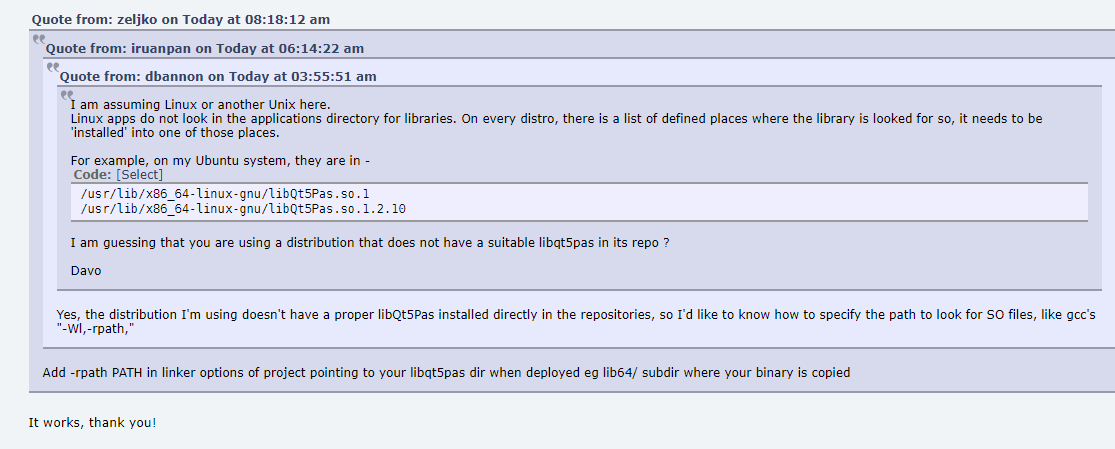 Quote from: zeljko on Today at 08:18:12 am
Quote from: iruanpan on Today at 06:14:22 am
Quote from: dbannon on Today at 03:55:51 am
I am assuming Linux or another Unix here.
Linux apps do not look in the applications directory for libraries. On every distro, there is a list of defined places where the library is looked for so, it needs to be
'installed' into one of those places.
For example, on my Ubuntu system, they are in -
Code: [Select]
/usr/lib/x86_64-linux-gnu/libQt5Pas.so.1
/usr/lib/x86_64-linux-gnu/libQt5Pas.so.1.2.10
I am guessing that you are using a distribution that does not have a suitable libqt5pas in its repo ?
Davo
Yes, the distribution I'm using doesn't have a proper libQt5Pas installed directly in the repositories, so I'd like to know how to specify the path to look for SO files, like gcc's
"-Wl,-rpath,"
Add -rpath PATH in linker options of project pointing to your libqt5pas dir when deployed eg lib64/ subdir where your binary is copied
It works, thank you!